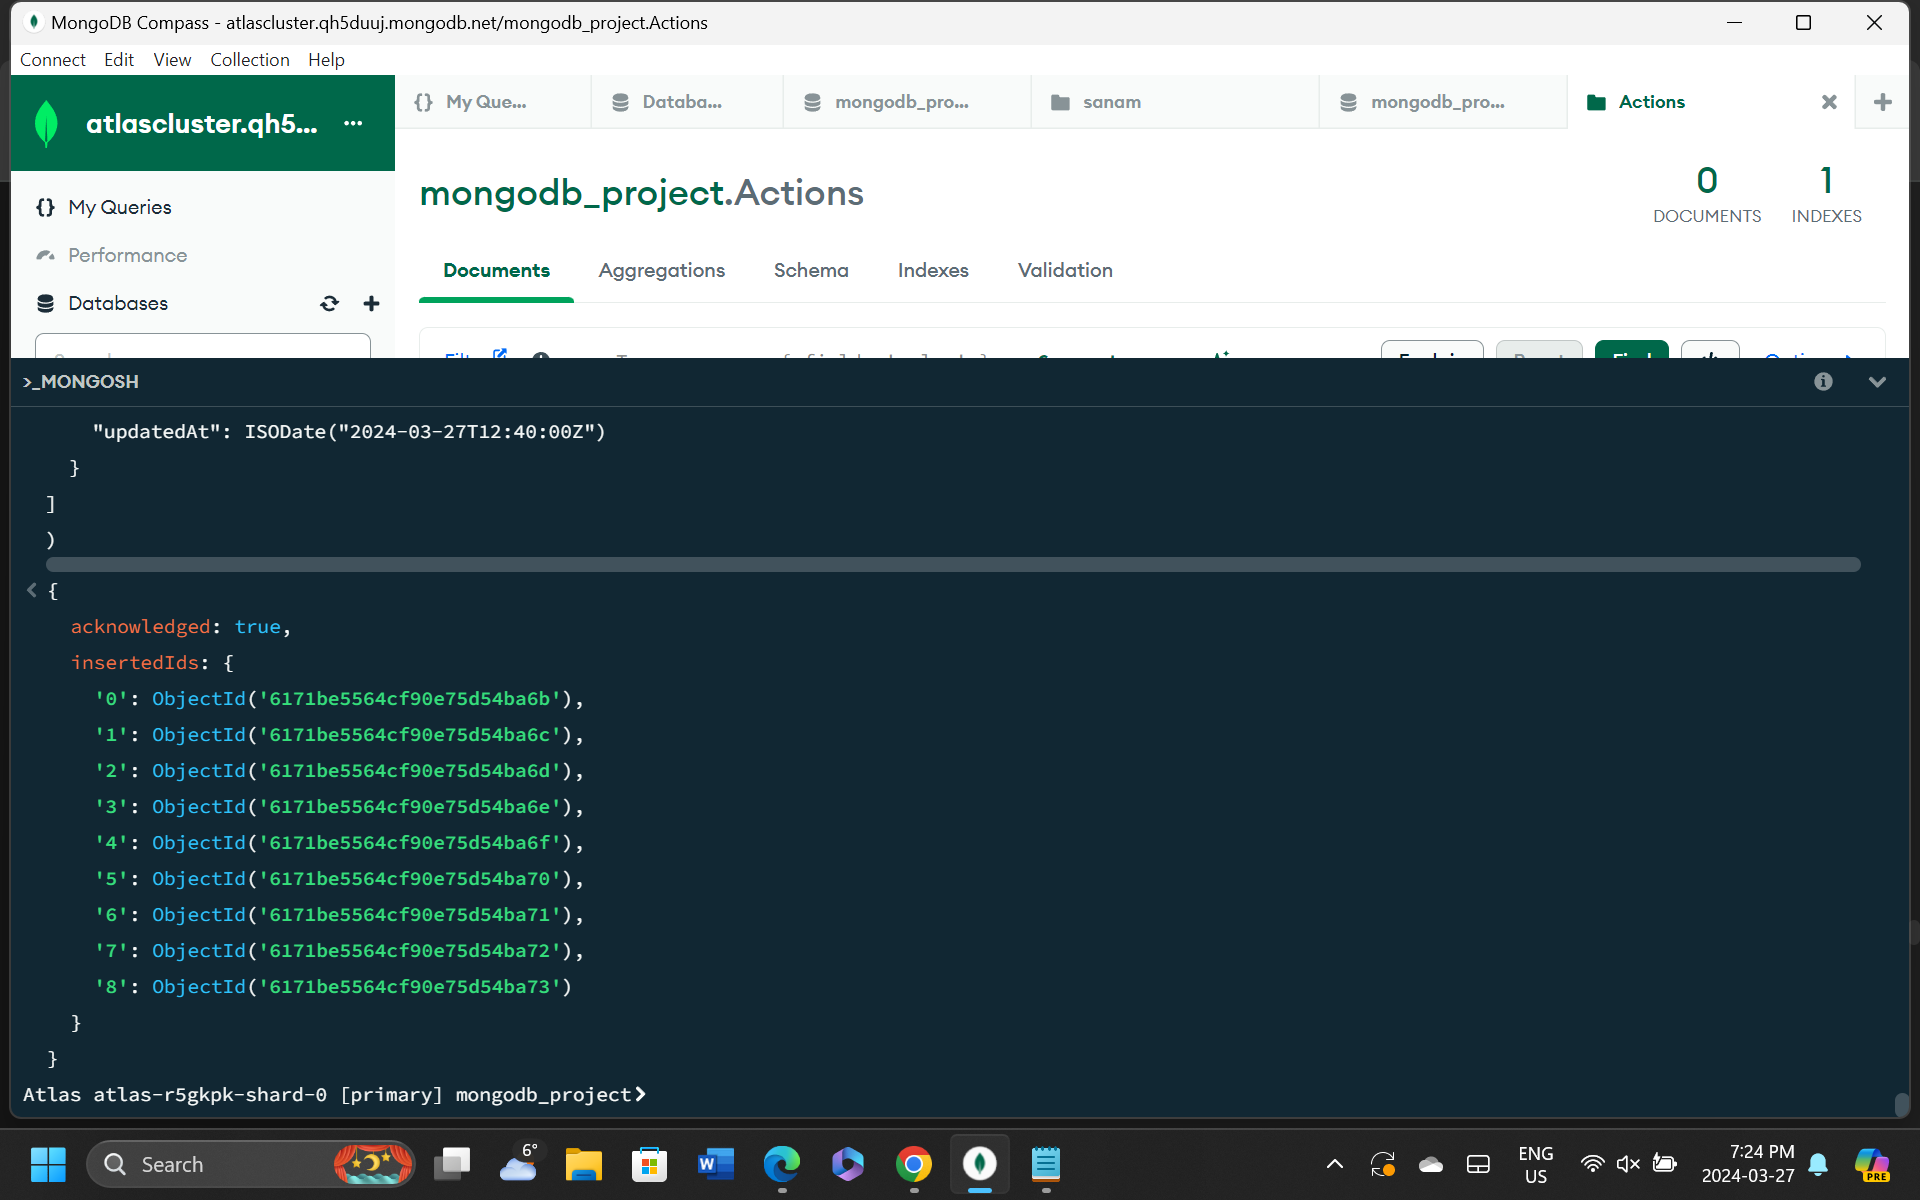 MongoDB Compass - atlascluster.qh5duuj.mongodb.net/mongodb_project.Actions
Connect Edit View Collection Help
atlascluster.qh5... ...
{} My Que... Databa... mongodb_pro... sanam mongodb_pro... Actions
mongodb_project.Actions
0 1
DOCUMENTS INDEXES
{} My Queries
Performance
Databases
Documents Aggregations Schema Indexes Validation
>_MONGOSH
"updatedAt": ISODate("2024-03-27T12:40:00Z")
}
]
)
< {
acknowledged: true,
insertedIds: {
'0': ObjectId('6171be5564cf90e75d54ba6b'),
'1': ObjectId('6171be5564cf90e75d54ba6c'),
'2': ObjectId('6171be5564cf90e75d54ba6d'),
'3': ObjectId('6171be5564cf90e75d54ba6e'),
'4': ObjectId('6171be5564cf90e75d54ba6f'),
'5': ObjectId('6171be5564cf90e75d54ba70'),
'6': ObjectId('6171be5564cf90e75d54ba71'),
'7': ObjectId('6171be5564cf90e75d54ba72'),
'8': ObjectId('6171be5564cf90e75d54ba73')
}
}
Atlas atlas-r5gkpk-shard-0 [primary] mongodb_project>
Search
6°
W
ENG
US
7:24 PM
2024-03-27
PRE